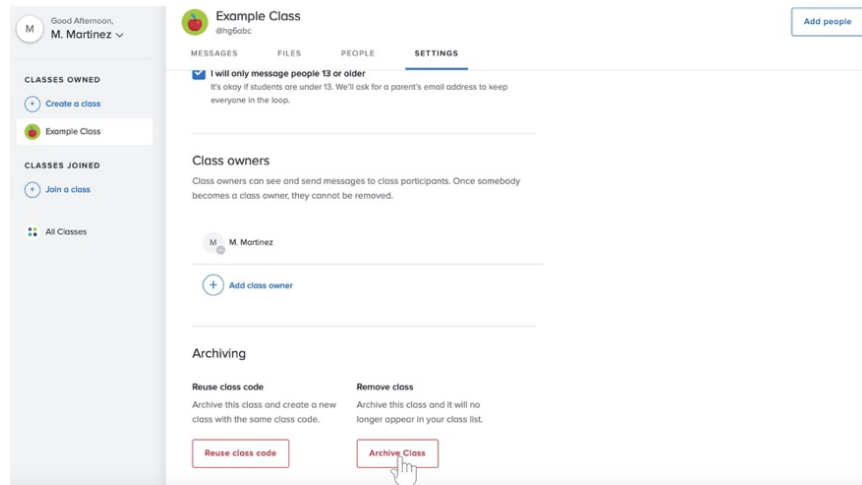 M
Good Afternoon,
M. Martinez
CLASSES OWNED
Create a class
Example Class
CLASSES JOINED
Join a class
All Classes
Example Class
@hg6abc
Add people
MESSAGES FILES PEOPLE SETTINGS
I will only message people 13 or older
It's okay if students are under 13. We'll ask for a parent's email address to keep
everyone in the loop.
Class owners
Class owners can see and send messages to class participants. Once somebody
becomes a class owner, they cannot be removed.
M M. Martinez
Add class owner
Archiving
Reuse class code
Archive this class and create a new
class with the same class code.
Reuse class code
Remove class
Archive this class and it will no
longer appear in your class list.
Archive Class